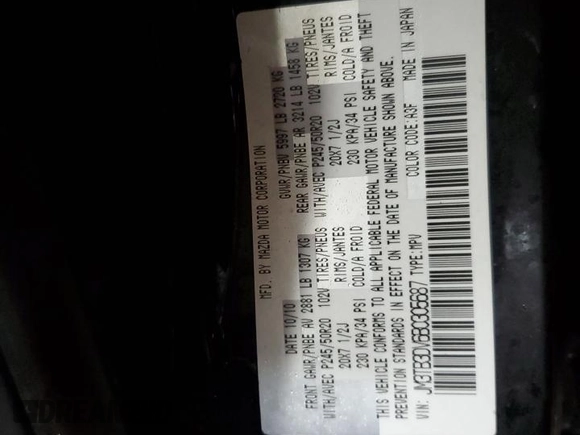 MFD. BY MAZDA MOTOR CORPORATION
DATE 10/10 GVWR/PNBV 5997 LB 2720 KG
FRONT GAWR/PNBE AV 2881 LB 1307 KG REAR GAWR/PNBE AR 3214 LB 1458 KG
WITH/AVEC P245/50R20 102V TIRES/PNEUS WITH/AVEC P245/50R20 102V TIRES/PNEUS
20X7 1/2J RIMS/JANTES 20X7 1/2J RIMS/JANTES
230 KPA/34 PSI COLD/A FROID 230 KPA/34 PSI COLD/A FROID
THIS VEHICLE CONFORMS TO ALL APPLICABLE FEDERAL MOTOR VEHICLE SAFETY AND THEFT
PREVENTION STANDARDS IN EFFECT ON THE DATE OF MANUFACTURE SHOWN ABOVE.
VIN: JM3TB3DV6B0305687 TYPE: MPV COLOR CODE: A3F MADE IN JAPAN